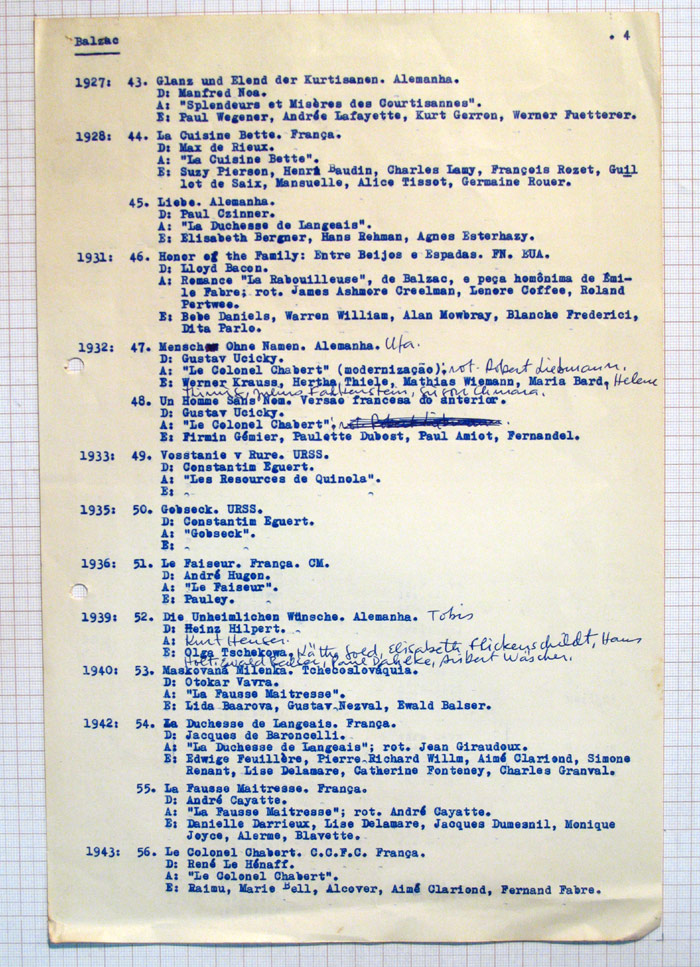 Balzac
• 4
1927: 43. Glanz und Elend der Kurtisanen. Alemanha.
D: Manfred Noa.
A: "Splendeurs et Misères des Courtisannes".
E: Paul Wegener, Andrée Lafayette, Kurt Gerron, Werner Fuetterer.
1928: 44. La Cuisine Bette. França.
D: Max de Rieux.
A: "La Cuisine Bette".
E: Suzy Pierson, Henri Baudin, Charles Lamy, François Rozet, Guil
lot de Saix, Mansuelle, Alice Tissot, Germaine Rouer.
45. Liebe. Alemanha.
D: Paul Czinner.
A: "La Duchesse de Langeais".
E: Elisabeth Bergner, Hans Rehman, Agnes Esterhazy.
1931: 46. Honor of the Family: Entre Beijos e Espadas. FN. EUA.
D: Lloyd Bacon.
A: Romance "La Rabouilleuse", de Balzac, e peça homônima de Émi-
le Fabre; rot. James Ashmore Creelman, Lenore Coffee, Roland
Pertwee.
E: Bebe Daniels, Warren William, Alan Mowbray, Blanche Frederici,
Dita Parlo.
1932: 47. Mensch Ohne Namen. Alemanha. Ufa.
D: Gustav Ucicky.
A: "Le Colonel Chabert" (modernização); rot. Robert Liebmann.
E: Werner Krauss, Hertha Thiele, Mathias Wiemann, Maria Bard, Helene
Thimig, Julius Falkenstein,
48. Un Homme Sans Nom. Versão francesa do anterior.
D: Gustav Ucicky.
A: "Le Colonel Chabert"; rot. Robert Liebmann.
E: Firmin Gémier, Paulette Dubost, Paul Amiot, Fernandel.
1933: 49. Vosstanie v Rure. URSS.
D: Constantim Eguert.
A: "Les Resources de Quinola".
E:
1935: 50. Gobseck. URSS.
D: Constantim Eguert.
A: "Gobseck".
E:
1936: 51. Le Faiseur. França. CM.
D: André Hugon.
A: "Le Faiseur".
E: Pauley.
1939: 52. Die Unheimlichen Wünsche. Alemanha. Tobis
D: Heinz Hilpert.
A: Kurt Heuser.
E: Olga Tschekowa, Käthe Gold, Elisabeth Flickenschildt, Hans
Holt, Ewald Balser, Paul Dahlke, Aribert Wäscher.
1940: 53. Maskovaná Milenka. Tchecoslováquia.
D: Otokar Vavra.
A: "La Fausse Maitresse".
E: Lida Baarova, Gustav Nezval, Ewald Balser.
1942: 54. La Duchesse de Langeais. França.
D: Jacques de Baroncelli.
A: "La Duchesse de Langeais"; rot. Jean Giraudoux.
E: Edwige Feuillère, Pierre Richard Willm, Aimé Clariond, Simone
Renant, Lise Delamare, Catherine Fonteney, Charles Granval.
55. La Fausse Maitresse. França.
D: André Cayatte.
A: "La Fausse Maitresse"; rot. André Cayatte.
E: Danielle Darrieux, Lise Delamare, Jacques Dumesnil, Monique
Joyce, Alerme, Blavette.
1943: 56. Le Colonel Chabert. C.C.F.C. França.
D: René Le Hénaff.
A: "Le Colonel Chabert".
E: Raimu, Marie Bell, Alcover, Aimé Clariond, Fernand Fabre.